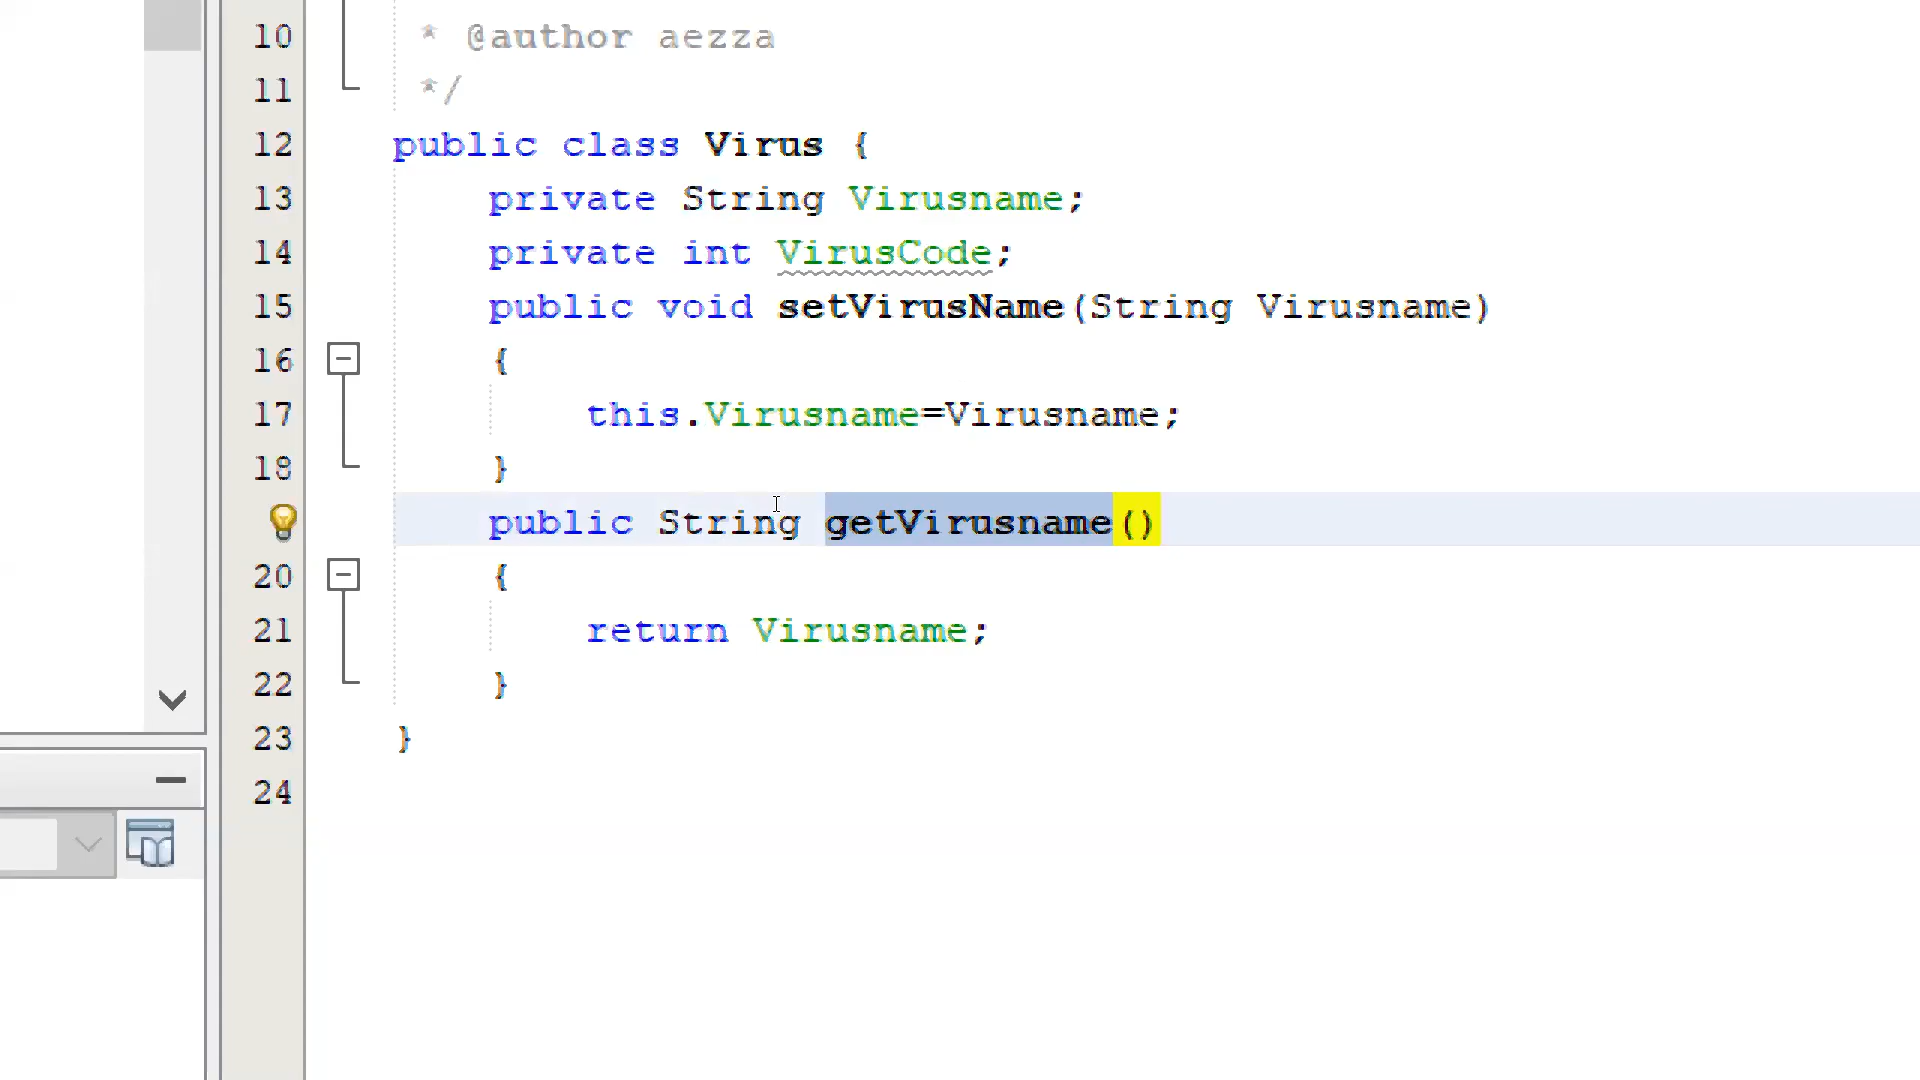 10 * @author aezza
11 */
12 public class Virus {
13 private String Virusname;
14 private int VirusCode;
15 public void setVirusName(String Virusname)
16 {
17 this.Virusname=Virusname;
18 }
public String getVirusname()
20 {
21 return Virusname;
22 }
23 }
24